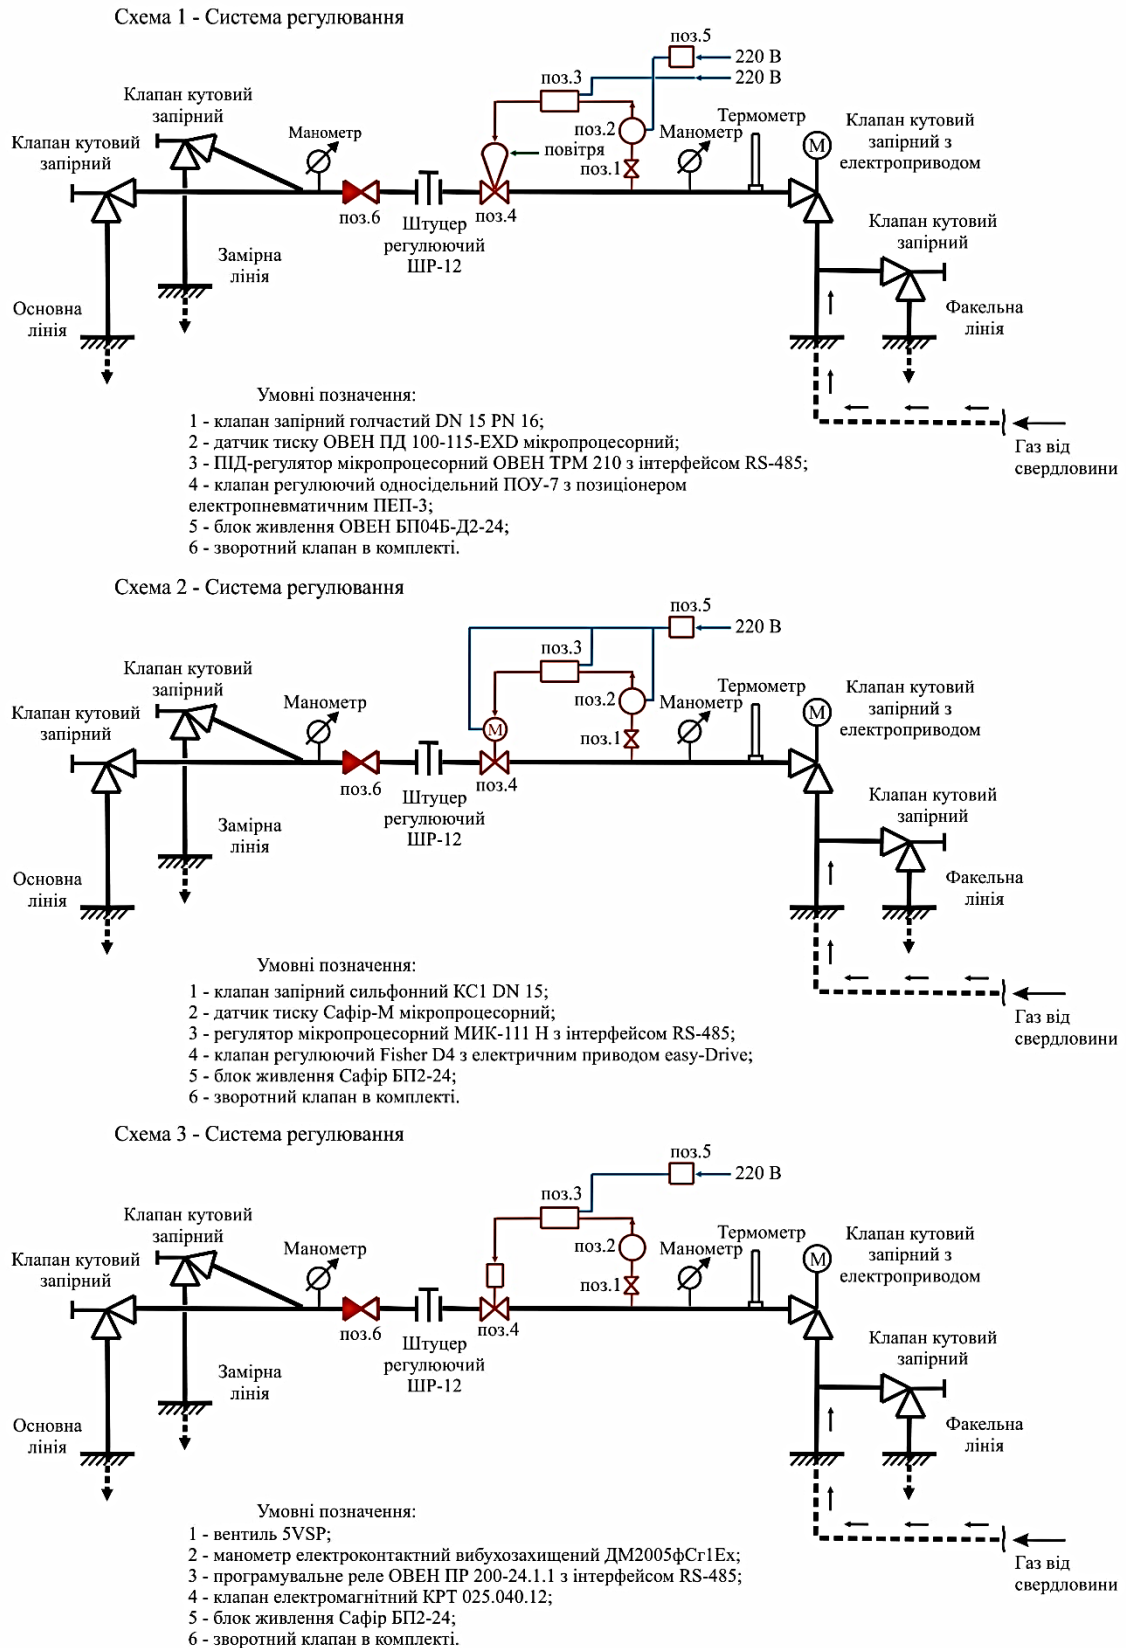 Схема 1 - Система регулювання
поз.5
220 В
220 В
поз.3
Клапан кутовий
запірний
Клапан кутовий
запірний
Манометр
поз.2
повітря
поз.1
Манометр
Термометр
Клапан кутовий
запірний з
електроприводом
М
поз.6
Штуцер
регулюючий
ШР-12
поз.4
Клапан кутовий
запірний
Замірна
лінія
Основна
лінія
Факельна
лінія
Газ від
свердловини
Умовні позначення:
1 - клапан запірний голчастий DN 15 PN 16;
2 - датчик тиску ОВЕН ПД 100-115-EXD мікропроцесорний;
3 - ПІД-регулятор мікропроцесорний ОВЕН ТРМ 210 з інтерфейсом RS-485;
4 - клапан регулюючий односідельний ПОУ-7 з позиціонером
електропневматичним ПЕП-3;
5 - блок живлення ОВЕН БП04Б-Д2-24;
6 - зворотний клапан в комплекті.
Схема 2 - Система регулювання
поз.5
220 В
поз.3
Клапан кутовий
запірний
Клапан кутовий
запірний
Манометр
М
поз.2
поз.1
Манометр
Термометр
Клапан кутовий
запірний з
електроприводом
М
поз.6
Штуцер
регулюючий
ШР-12
поз.4
Клапан кутовий
запірний
Замірна
лінія
Основна
лінія
Факельна
лінія
Газ від
свердловини
Умовні позначення:
1 - клапан запірний сильфонний КС1 DN 15;
2 - датчик тиску Сафір-М мікропроцесорний;
3 - регулятор мікропроцесорний МИК-111 Н з інтерфейсом RS-485;
4 - клапан регулюючий Fisher D4 з електричним приводом easy-Drive;
5 - блок живлення Сафір БП2-24;
6 - зворотний клапан в комплекті.
Схема 3 - Система регулювання
поз.5
220 В
поз.3
Клапан кутовий
запірний
Клапан кутовий
запірний
Манометр
поз.2
поз.1
Манометр
Термометр
Клапан кутовий
запірний з
електроприводом
М
поз.6
Штуцер
регулюючий
ШР-12
поз.4
Клапан кутовий
запірний
Замірна
лінія
Основна
лінія
Факельна
лінія
Газ від
свердловини
Умовні позначення:
1 - вентиль 5VSP;
2 - манометр електроконтактний вибухозахищений ДМ2005фСг1Ех;
3 - програмувальне реле ОВЕН ПР 200-24.1.1 з інтерфейсом RS-485;
4 - клапан електромагнітний КРТ 025.040.12;
5 - блок живлення Сафір БП2-24;
6 - зворотний клапан в комплекті.